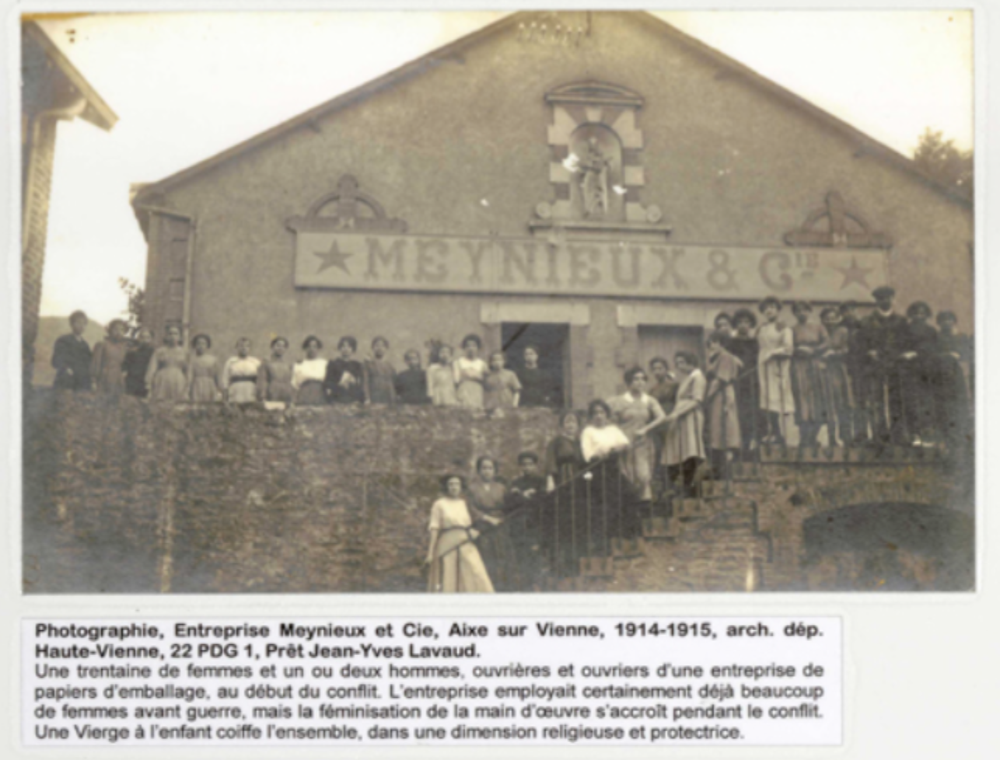 MEYNIEUX & CIE
Photographie, Entreprise Meynieux et Cie, Aixe sur Vienne, 1914-1915, arch. dép.
Haute-Vienne, 22 PDG 1, Prêt Jean-Yves Lavaud.
Une trentaine de femmes et un ou deux hommes, ouvrières et ouvriers d'une entreprise de
papiers d'emballage, au début du conflit. L'entreprise employait certainement déjà beaucoup
de femmes avant guerre, mais la féminisation de la main d'œuvre s'accroît pendant le conflit.
Une Vierge à l'enfant coiffe l'ensemble, dans une dimension religieuse et protectrice.